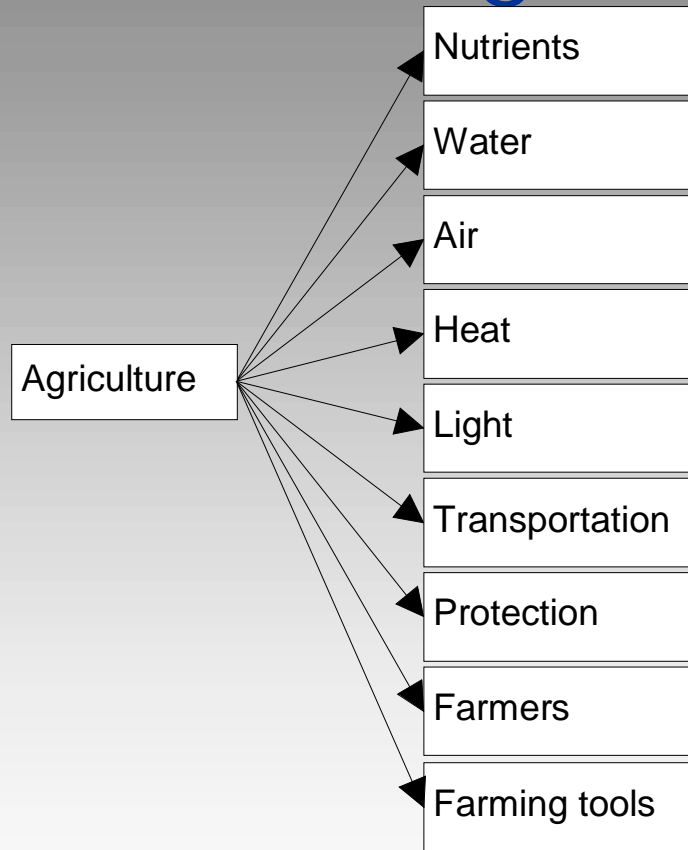 Nutrients
Water
Air
Heat
Agriculture
Light
Transportation
Protection
Farmers
Farming tools